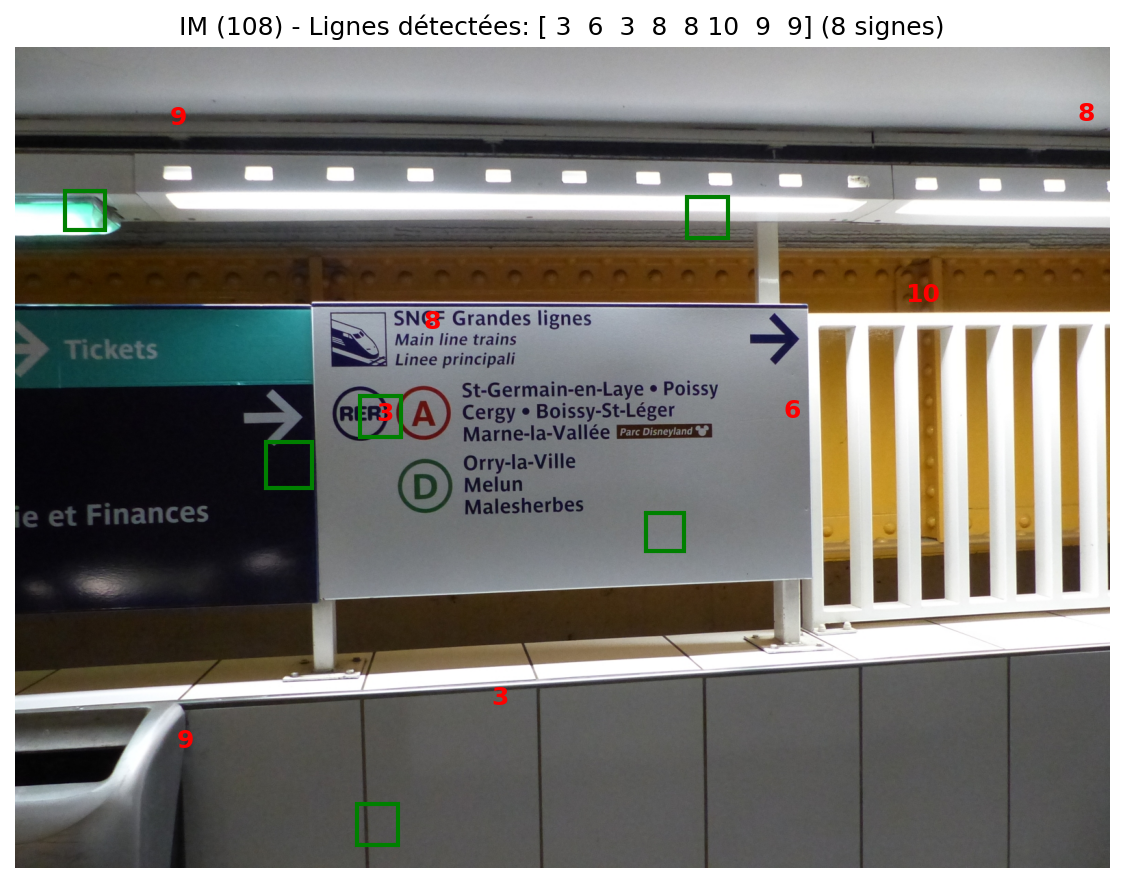 IM (108) - Lignes détectées: [ 3 6 3 8 8 10 9 9] (8 signes)
9
8
10
Tickets
SNCF Grandes lignes
8
Main line trains
Linee principali
RER
3
A
St-Germain-en-Laye • Poissy
Cergy • Boissy-St-Léger
Marne-la-Vallée Parc Disneyland
6
D
Orry-la-Ville
Melun
Malesherbes
ie et Finances
3
9